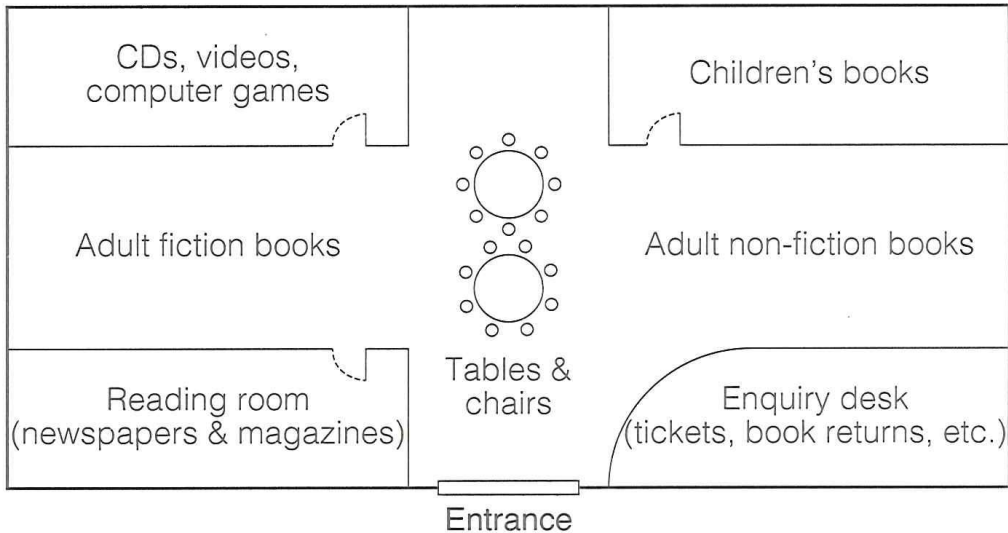 CDs, videos,
computer games
Children's books
Adult fiction books
Adult non-fiction books
Tables &
chairs
Reading room
(newspapers & magazines)
Enquiry desk
(tickets, book returns, etc.)
Entrance